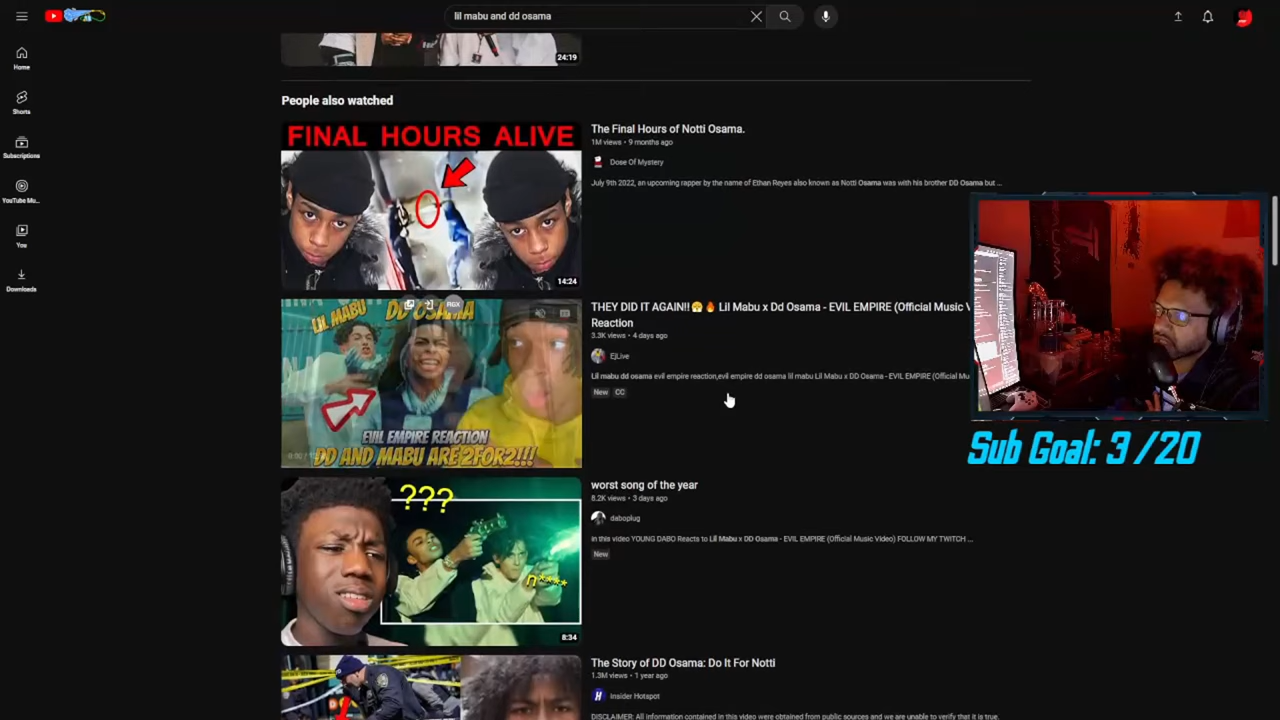 lil mabu and dd osama
Home
Shorts
Subscriptions
YouTube Mu...
You
Downloads
24:19
People also watched
FINAL HOURS ALIVE
14:24
The Final Hours of Notti Osama.
1M views • 9 months ago
Dose Of Mystery
July 9th 2022, an upcoming rapper by the name of Ethan Reyes also known as Notti Osama was with his brother DD Osama but ...
LIL MABU
DD OSAMA
EVIL EMPIRE REACTION
DD AND MABU ARE 2FOR2!!!
THEY DID IT AGAIN!! 😤🔥 Lil Mabu x Dd Osama - EVIL EMPIRE (Official Music V
Reaction
3.3K views • 4 days ago
EjLive
Lil mabu dd osama evil empire reaction,evil empire dd osama lil mabu Lil Mabu x DD Osama - EVIL EMPIRE (Official Mu
New CC
Sub Goal: 3 /20
???
n****
8:34
worst song of the year
8.2K views • 3 days ago
daboplug
in this video YOUNG DABO Reacts to Lil Mabu x DD Osama - EVIL EMPIRE (Official Music Video) FOLLOW MY TWITCH ...
New
The Story of DD Osama: Do It For Notti
1.3M views • 1 year ago
Insider Hotspot
DISCLAIMER: All information contained in this video were obtained from public sources and we are unable to verify that it is true.